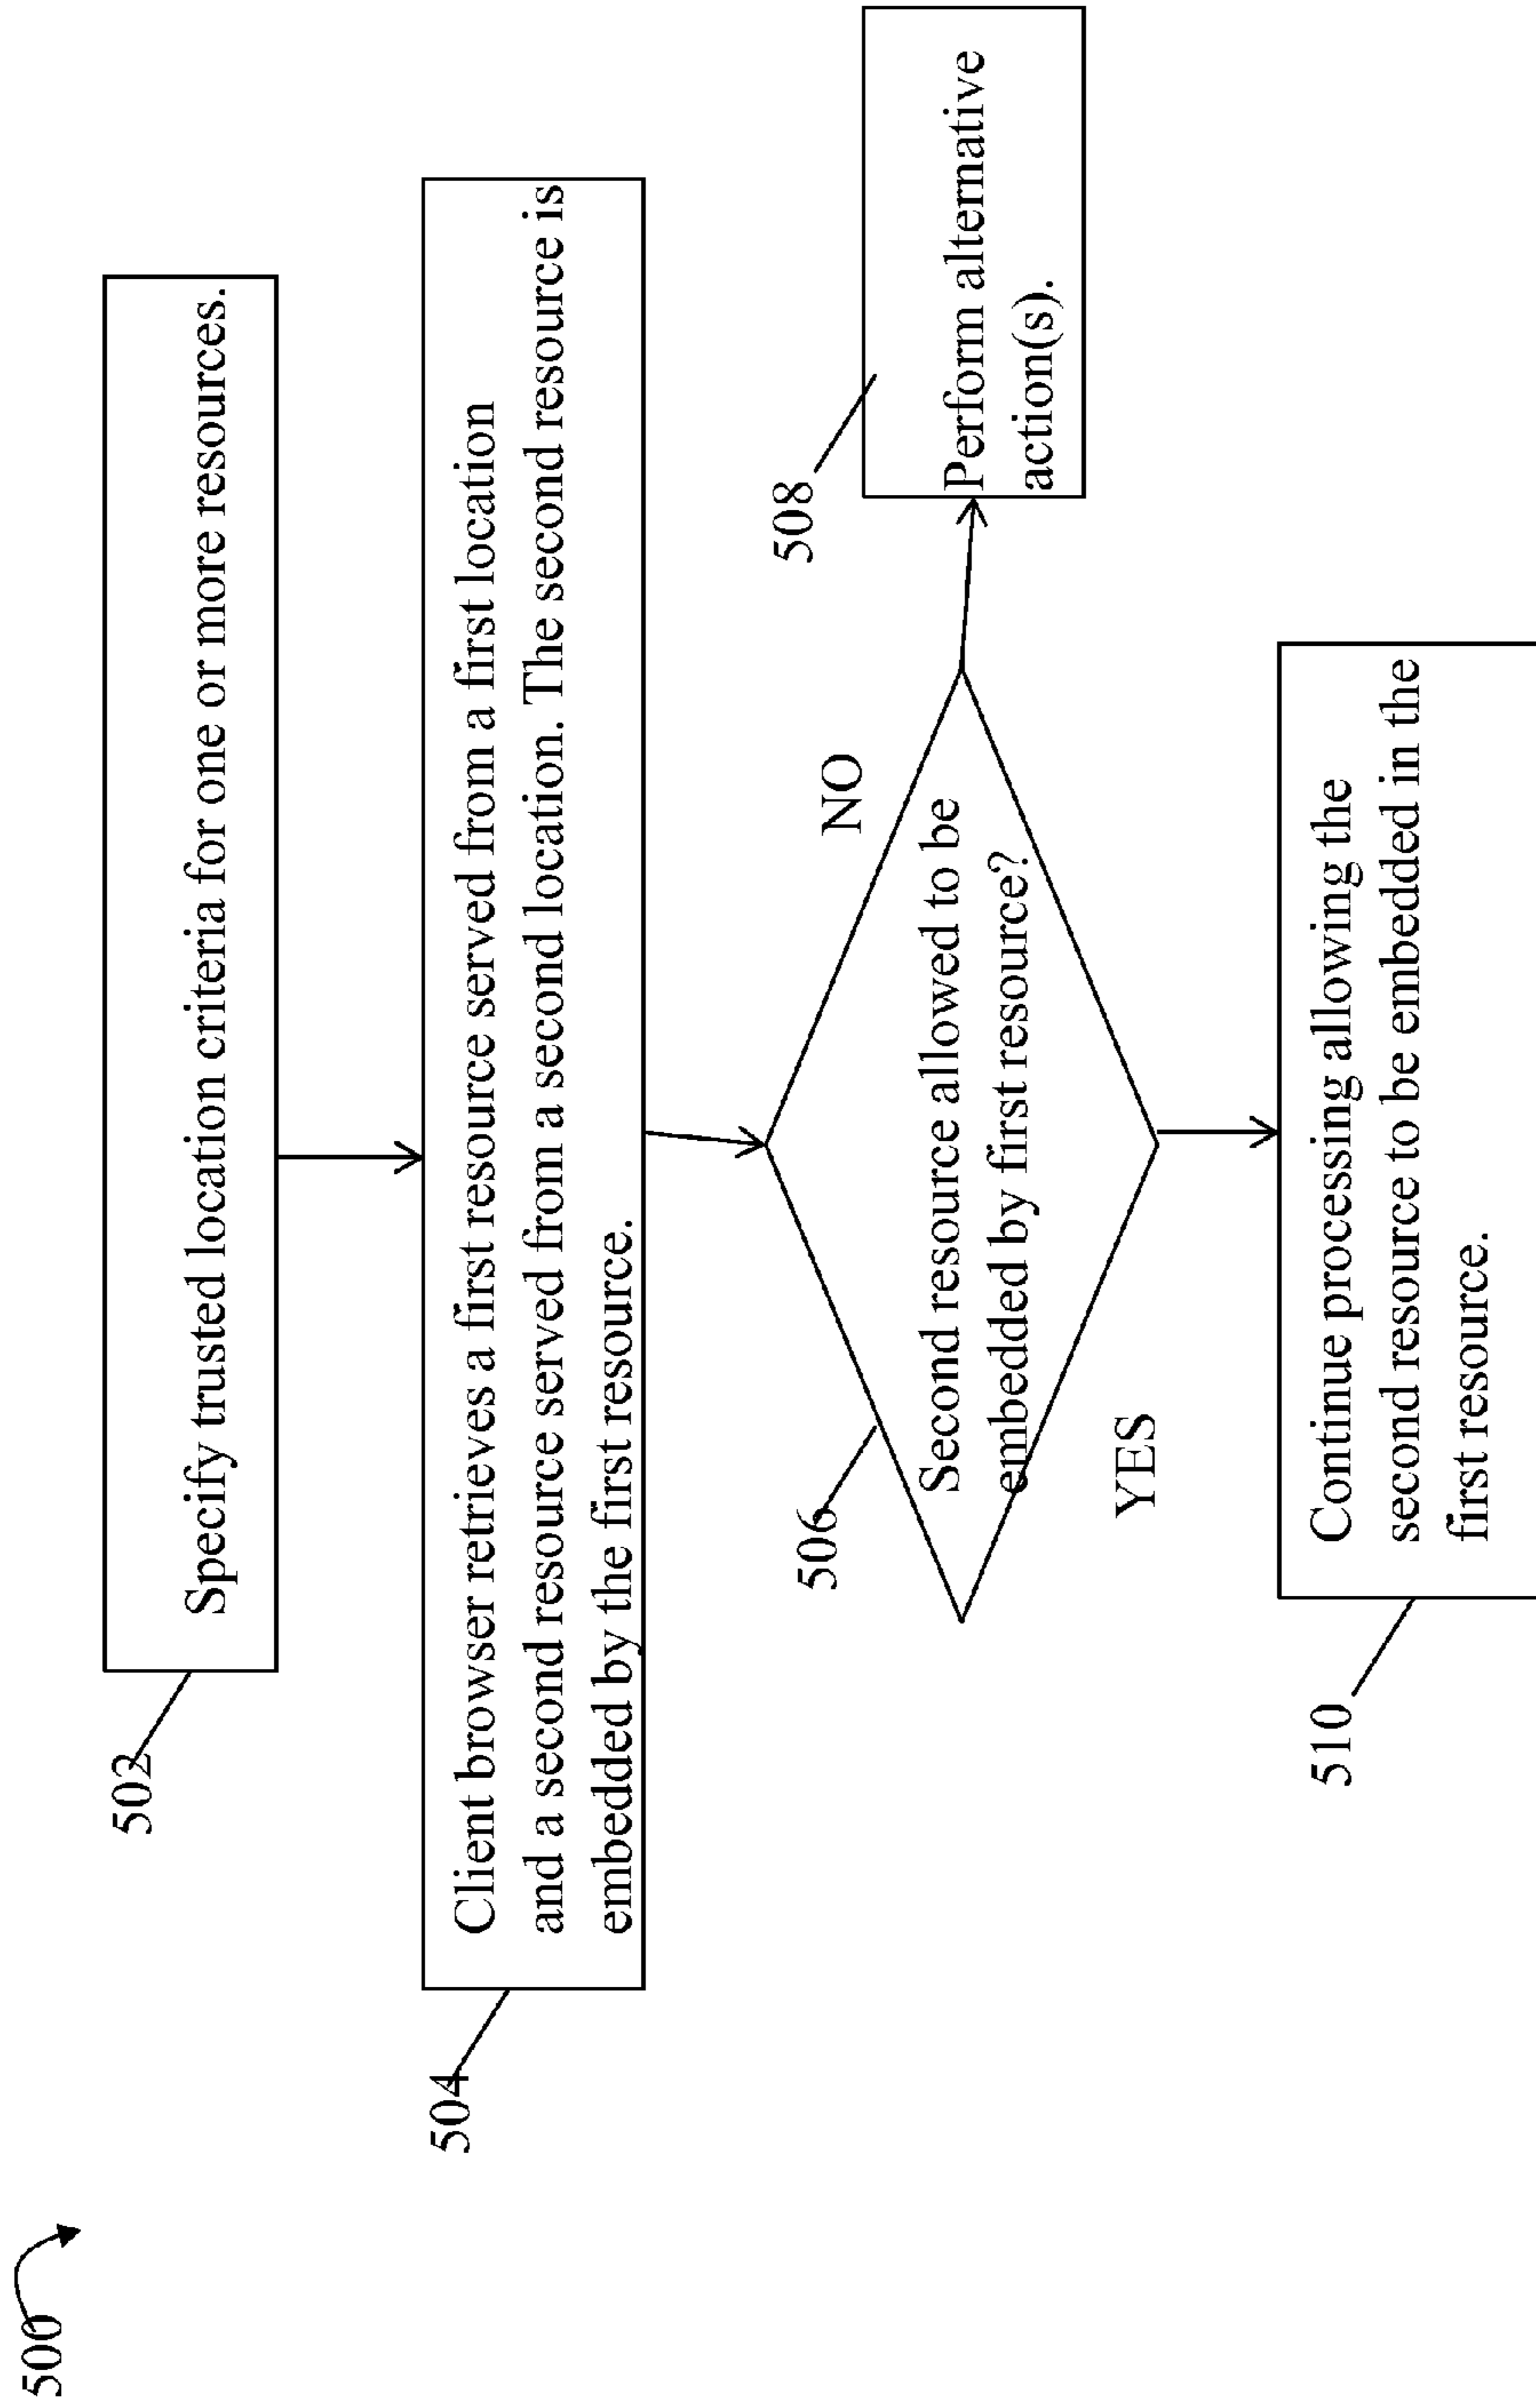 500
502
Specify trusted location criteria for one or more resources.
504
Client browser retrieves a first resource served from a first location
and a second resource served from a second location. The second resource is
embedded by the first resource.
506
Second resource allowed to be
embedded by first resource?
NO
508
Perform alternative
action(s).
YES
510
Continue processing allowing the
second resource to be embedded in the
first resource.